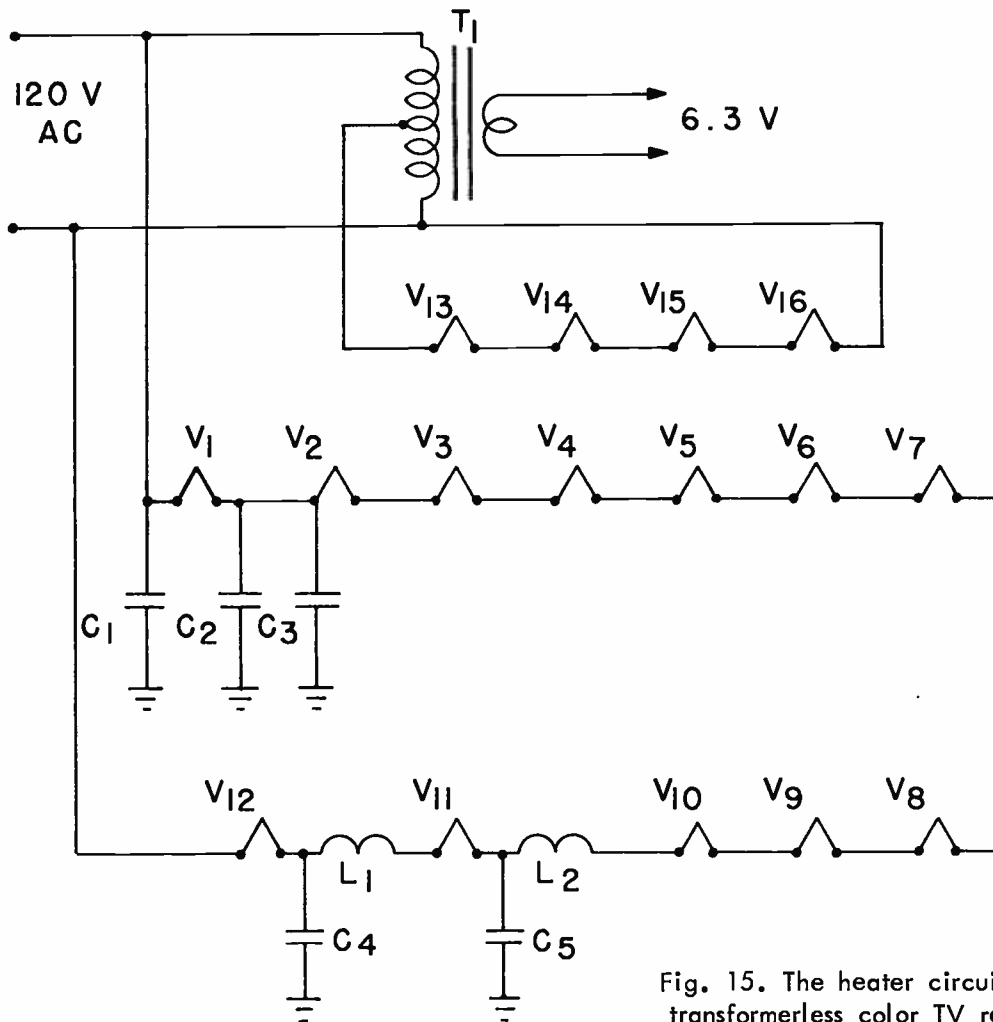 T1
120 V
AC
6.3 V
V13 V14 V15 V16
V1 V2 V3 V4 V5 V6 V7
C1 C2 C3
V12 V11 V10 V9 V8
L1 L2
C4 C5
Fig. 15. The heater
transformerless color TV